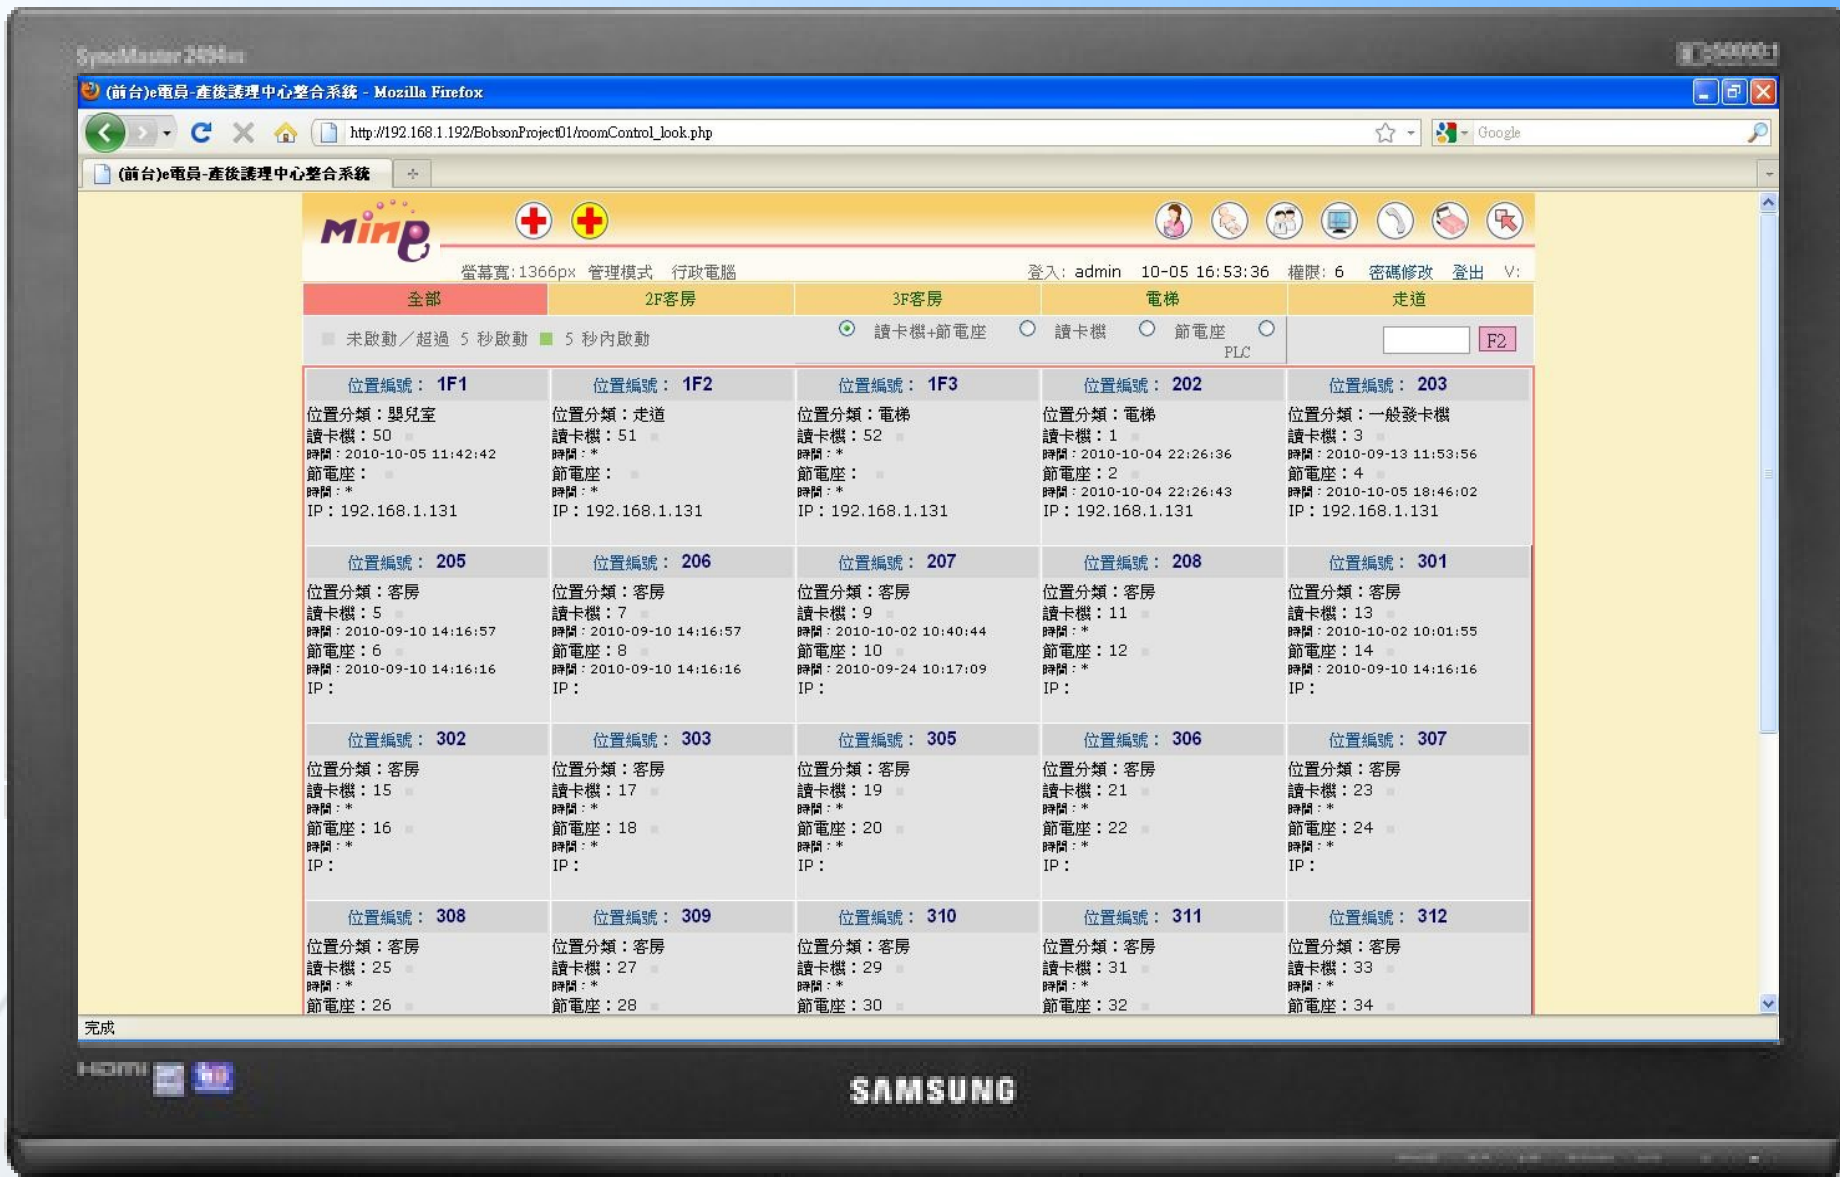 SyncMaster 2494
50000:1
(前台)e電員-產後護理中心整合系統 - Mozilla Firefox
http://192.168.1.192/BobsonProject01/roomControl_look.php
Google
(前台)e電員-產後護理中心整合系統
Minp
螢幕寬:1366px 管理模式 行政電腦 登入: admin 10-05 16:53:36 權限: 6 密碼修改 登出 V:
全部 2F客房 3F客房 電梯 走道
未啟動／超過 5 秒啟動 5 秒內啟動 讀卡機+節電座 讀卡機 節電座 PLC F2
位置編號： 1F1 位置編號： 1F2 位置編號： 1F3 位置編號： 202 位置編號： 203
位置分類：嬰兒室 位置分類：走道 位置分類：電梯 位置分類：電梯 位置分類：一般發卡機
讀卡機：50 讀卡機：51 讀卡機：52 讀卡機：1 讀卡機：3
時間：2010-10-05 11:42:42 時間：* 時間：* 時間：2010-10-04 22:26:36 時間：2010-09-13 11:53:56
節電座： 節電座： 節電座： 節電座：2 節電座：4
時間：* 時間：* 時間：* 時間：2010-10-04 22:26:43 時間：2010-10-05 18:46:02
IP：192.168.1.131 IP：192.168.1.131 IP：192.168.1.131 IP：192.168.1.131 IP：192.168.1.131
位置編號： 205 位置編號： 206 位置編號： 207 位置編號： 208 位置編號： 301
位置分類：客房 位置分類：客房 位置分類：客房 位置分類：客房 位置分類：客房
讀卡機：5 讀卡機：7 讀卡機：9 讀卡機：11 讀卡機：13
時間：2010-09-10 14:16:57 時間：2010-09-10 14:16:57 時間：2010-10-02 10:40:44 時間：* 時間：2010-10-02 10:01:55
節電座：6 節電座：8 節電座：10 節電座：12 節電座：14
時間：2010-09-10 14:16:16 時間：2010-09-10 14:16:16 時間：2010-09-24 10:17:09 時間：* 時間：2010-09-10 14:16:16
IP： IP： IP： IP： IP：
位置編號： 302 位置編號： 303 位置編號： 305 位置編號： 306 位置編號： 307
位置分類：客房 位置分類：客房 位置分類：客房 位置分類：客房 位置分類：客房
讀卡機：15 讀卡機：17 讀卡機：19 讀卡機：21 讀卡機：23
時間：* 時間：* 時間：* 時間：* 時間：*
節電座：16 節電座：18 節電座：20 節電座：22 節電座：24
時間：* 時間：* 時間：* 時間：* 時間：*
IP： IP： IP： IP： IP：
位置編號： 308 位置編號： 309 位置編號： 310 位置編號： 311 位置編號： 312
位置分類：客房 位置分類：客房 位置分類：客房 位置分類：客房 位置分類：客房
讀卡機：25 讀卡機：27 讀卡機：29 讀卡機：31 讀卡機：33
時間：* 時間：* 時間：* 時間：* 時間：*
節電座：26 節電座：28 節電座：30 節電座：32 節電座：34
完成
HDMI
SAMSUNG